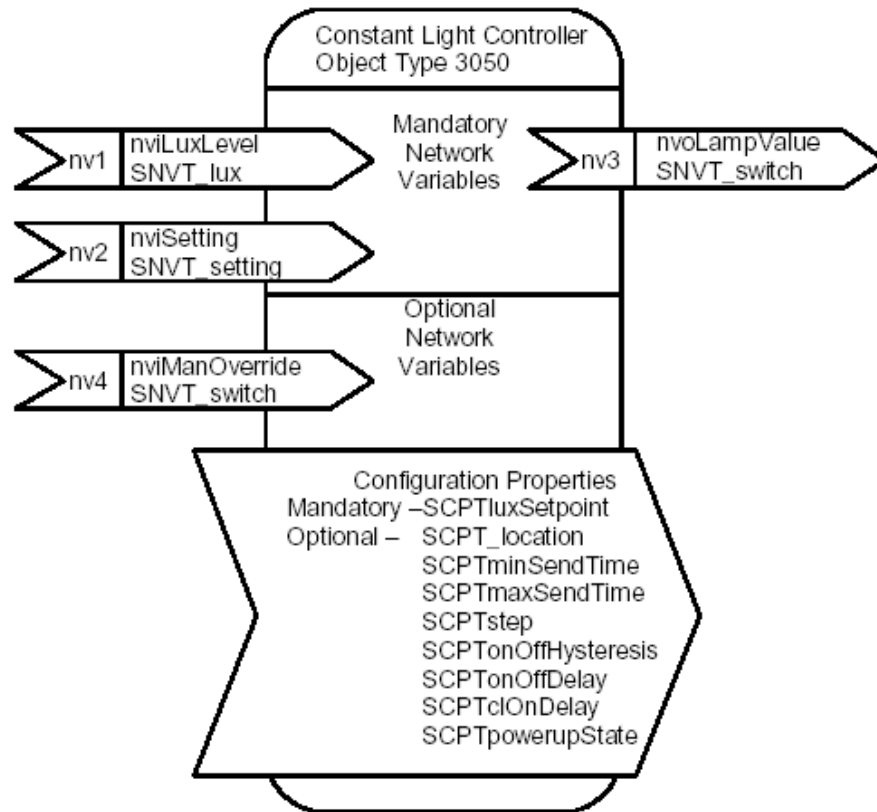 Constant Light Controller
Object Type 3050
Mandatory
Network
Variables
nv1
nviLuxLevel
SNVT_lux
nv3
nvoLampValue
SNVT_switch
nv2
nviSetting
SNVT_setting
Optional
Network
Variables
nv4
nviManOverride
SNVT_switch
Configuration Properties
Mandatory –SCPTluxSetpoint
Optional – SCPT_location
SCPTminSendTime
SCPTmaxSendTime
SCPTstep
SCPTonOffHysteresis
SCPTonOffDelay
SCPTclOnDelay
SCPTpowerupState